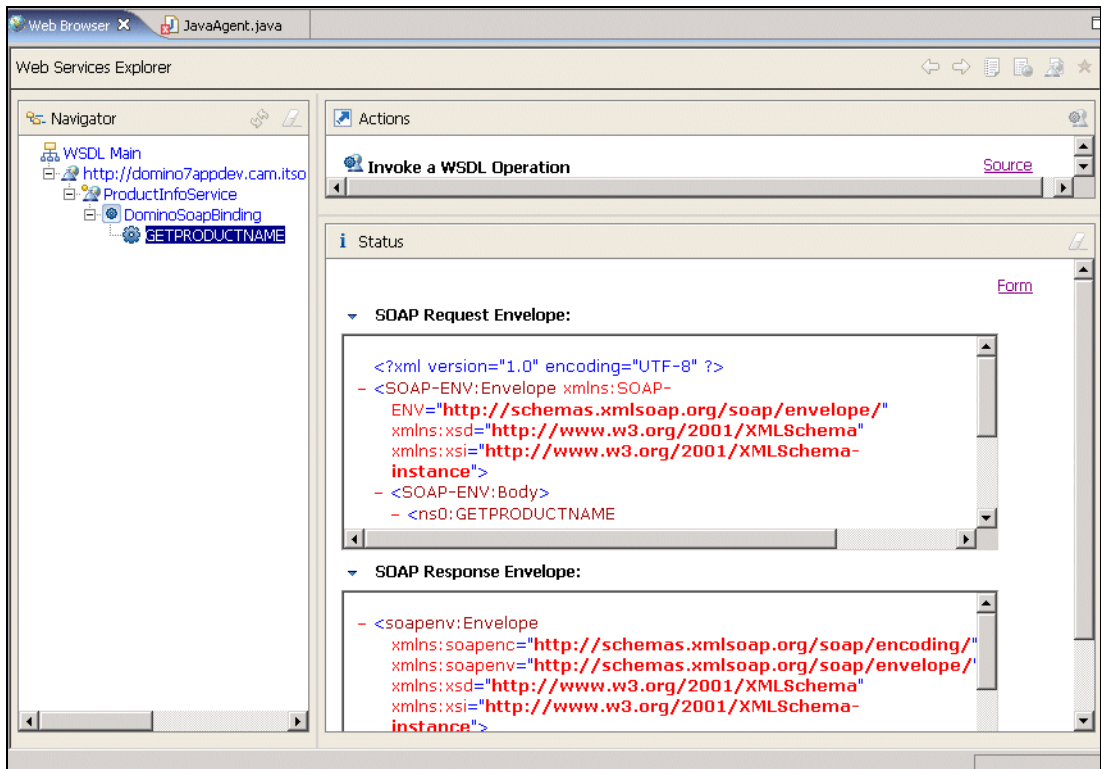 Web Browser JavaAgent.java
Web Services Explorer
Navigator
WSDL Main
http://domino7appdev.cam.itso
ProductInfoService
DominoSoapBinding
GETPRODUCTNAME
Actions
Invoke a WSDL Operation Source
i Status
Form
SOAP Request Envelope:
<?xml version="1.0" encoding="UTF-8" ?>
– <SOAP-ENV:Envelope xmlns:SOAP-
ENV="http://schemas.xmlsoap.org/soap/envelope/"
xmlns:xsd="http://www.w3.org/2001/XMLSchema"
xmlns:xsi="http://www.w3.org/2001/XMLSchema-
instance">
– <SOAP-ENV:Body>
– <ns0:GETPRODUCTNAME
SOAP Response Envelope:
– <soapenv:Envelope
xmlns:soapenc="http://schemas.xmlsoap.org/soap/encoding/"
xmlns:soapenv="http://schemas.xmlsoap.org/soap/envelope/"
xmlns:xsd="http://www.w3.org/2001/XMLSchema"
xmlns:xsi="http://www.w3.org/2001/XMLSchema-
instance">